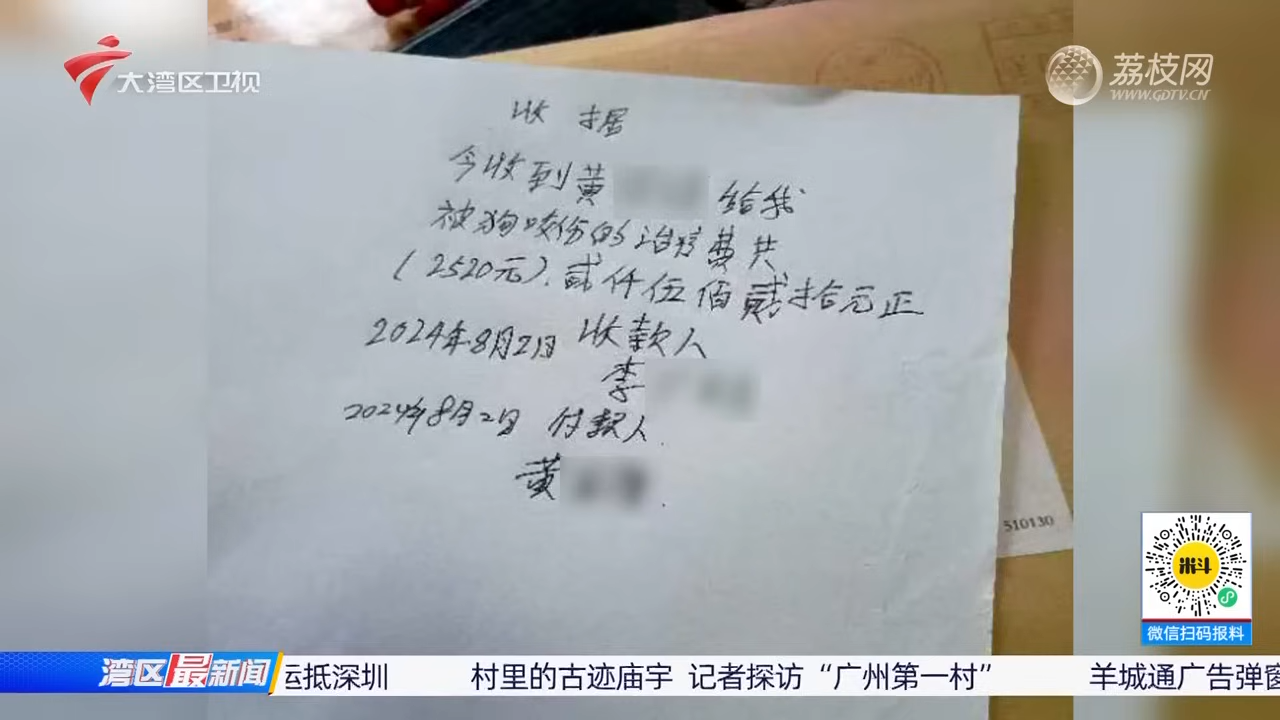 大湾区卫视
荔枝网
WWW.GDTV.CN
收据
今收到黄 给我
被狗咬伤的治疗费共
(2520元).贰仟伍佰贰拾元正
2024年8月2日 收款人
李
2024年8月2日 付款人.
黄 .
510130
米斗
微信扫码报料
湾区最新闻
运抵深圳 村里的古迹庙宇 记者探访“广州第一村” 羊城通广告弹窗